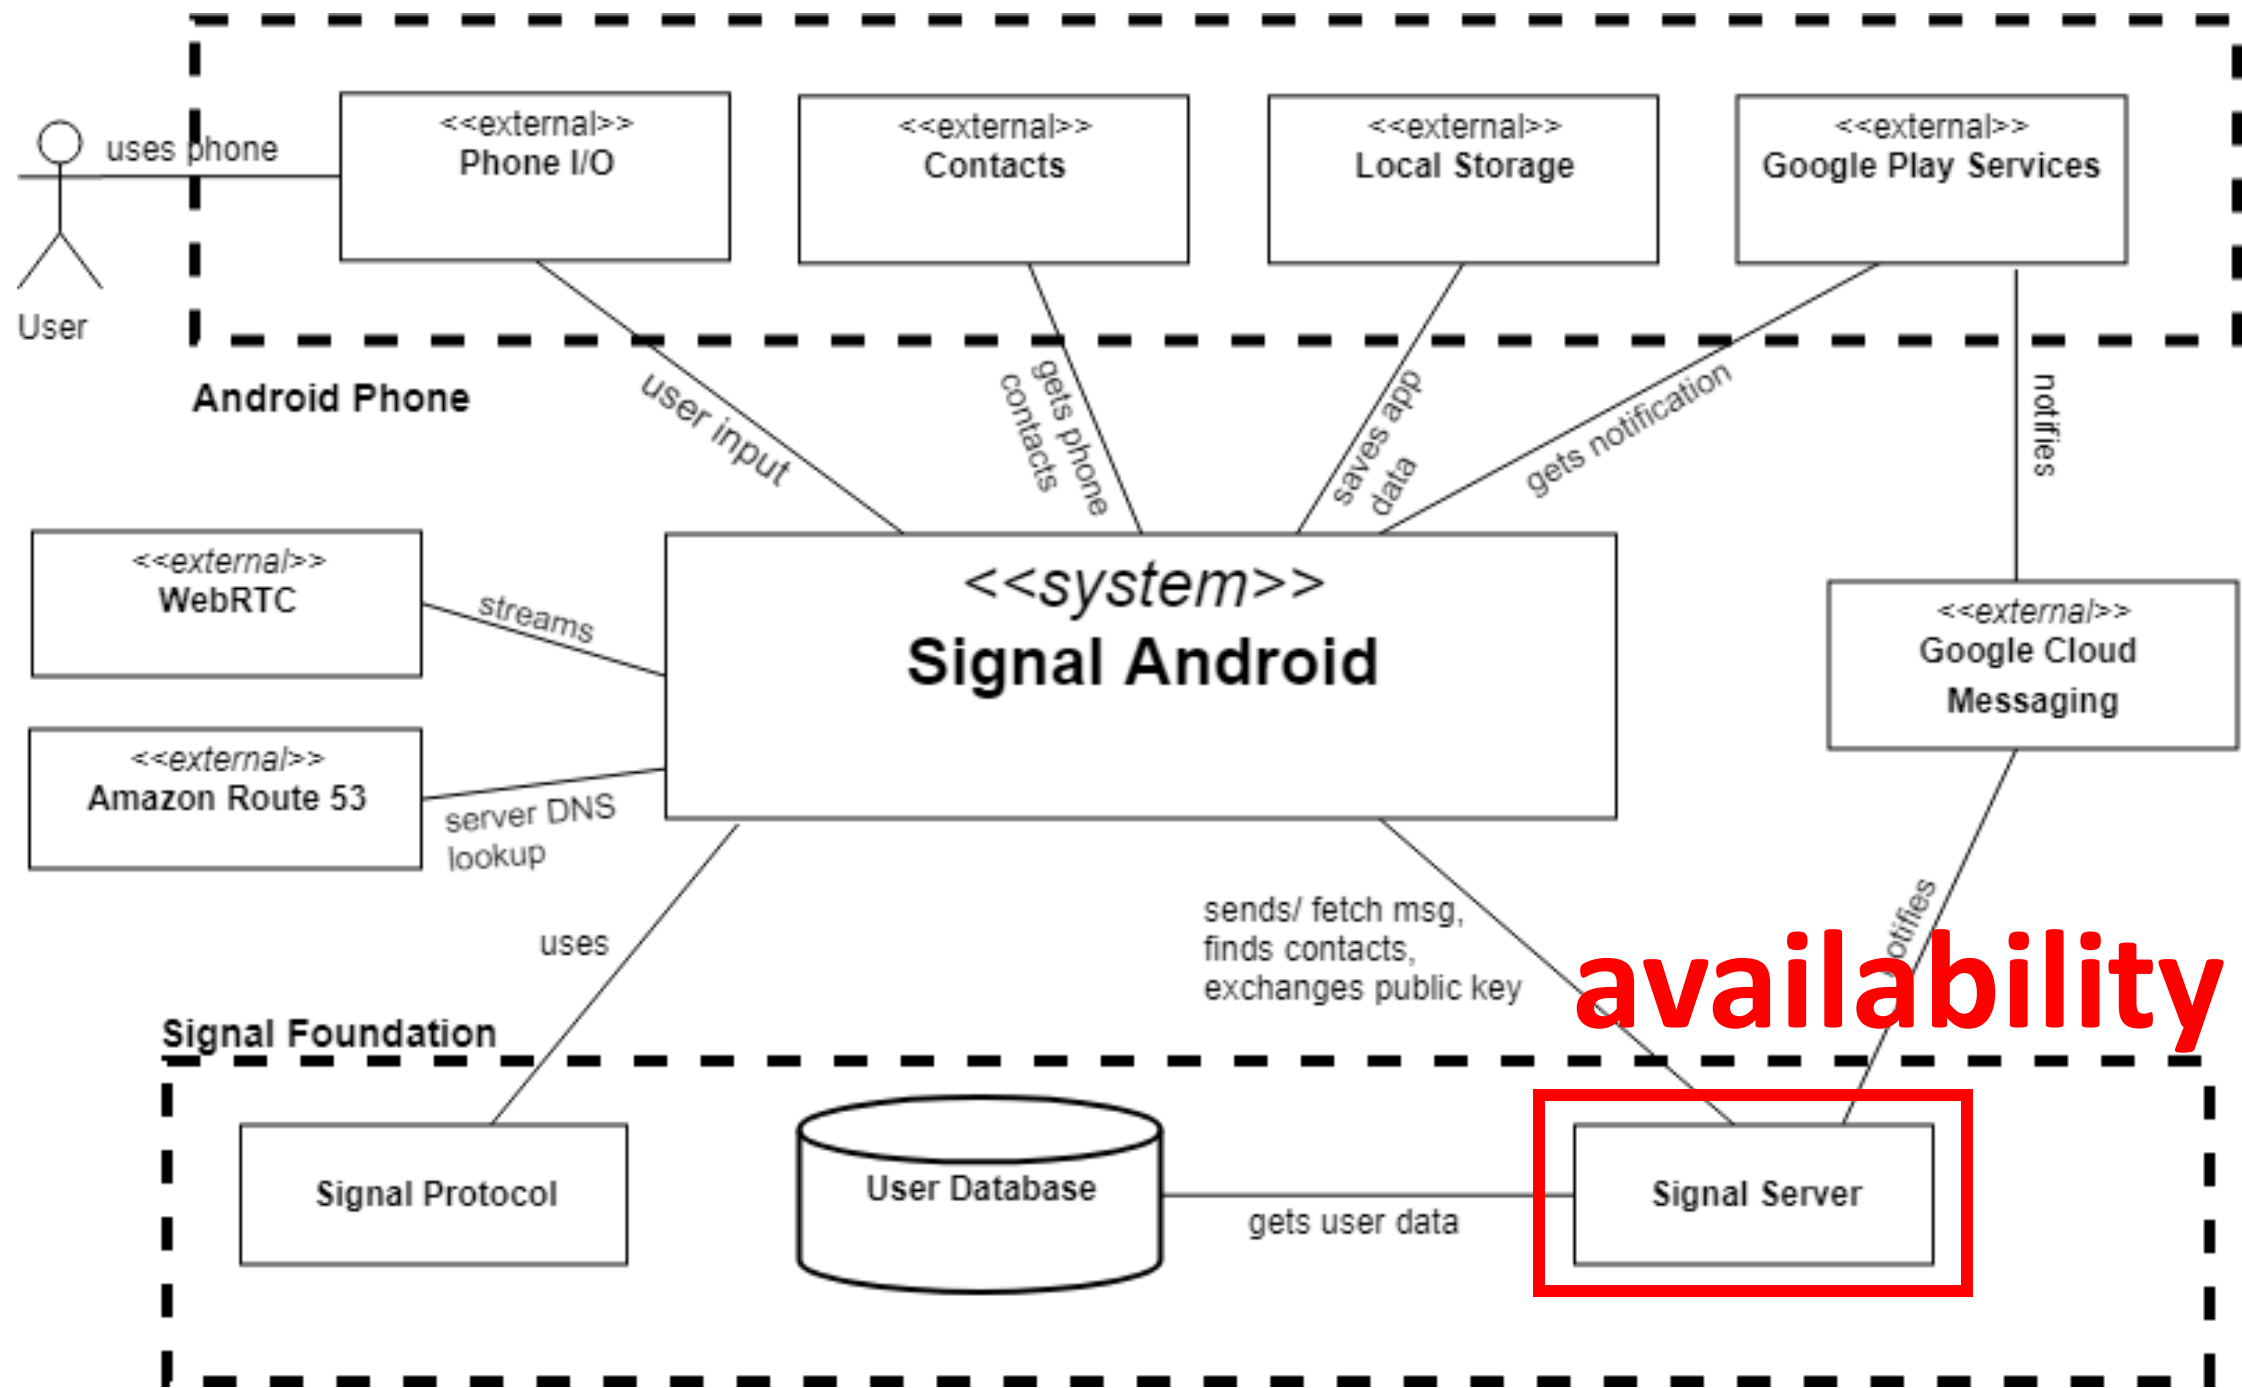 <<external>>
Phone I/O
<<external>>
Contacts
<<external>>
Local Storage
<<external>>
Google Play Services
uses phone
User
Android Phone
user input
gets phone
contacts
saves app
data
gets notification
notifies
<<external>>
WebRTC
streams
<<system>>
Signal Android
<<external>>
Google Cloud
Messaging
<<external>>
Amazon Route 53
server DNS
lookup
uses
sends/ fetch msg,
finds contacts,
exchanges public key
notifies
availability
Signal Foundation
Signal Protocol
User Database
gets user data
Signal Server